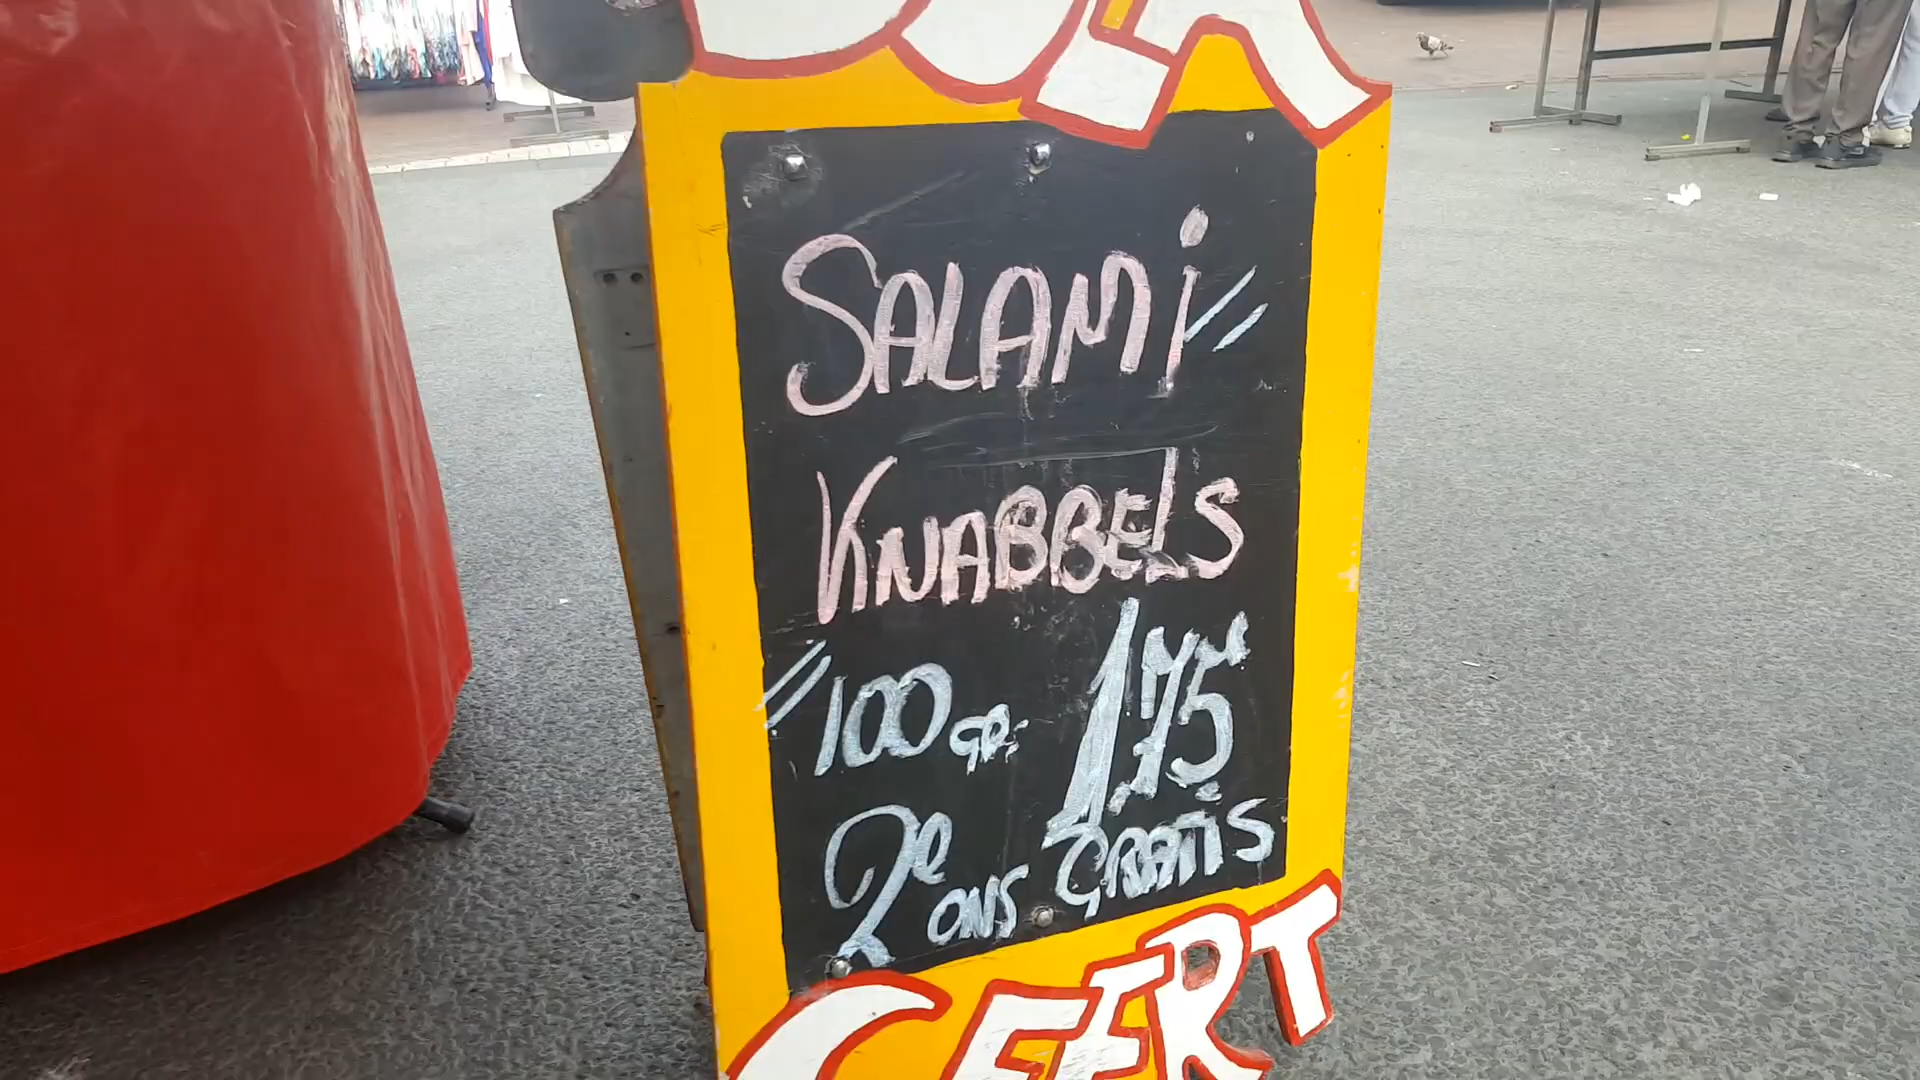 SALAMi
KNABBELS
100 GR. 1,75
2e ONS GRATIS
GEERT